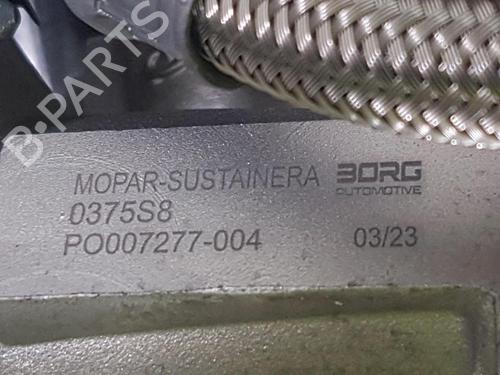 B-PARTS
MOPAR-SUSTAINERA BORG
AUTOMOTIVE
0375S8
PO007277-004 03/23